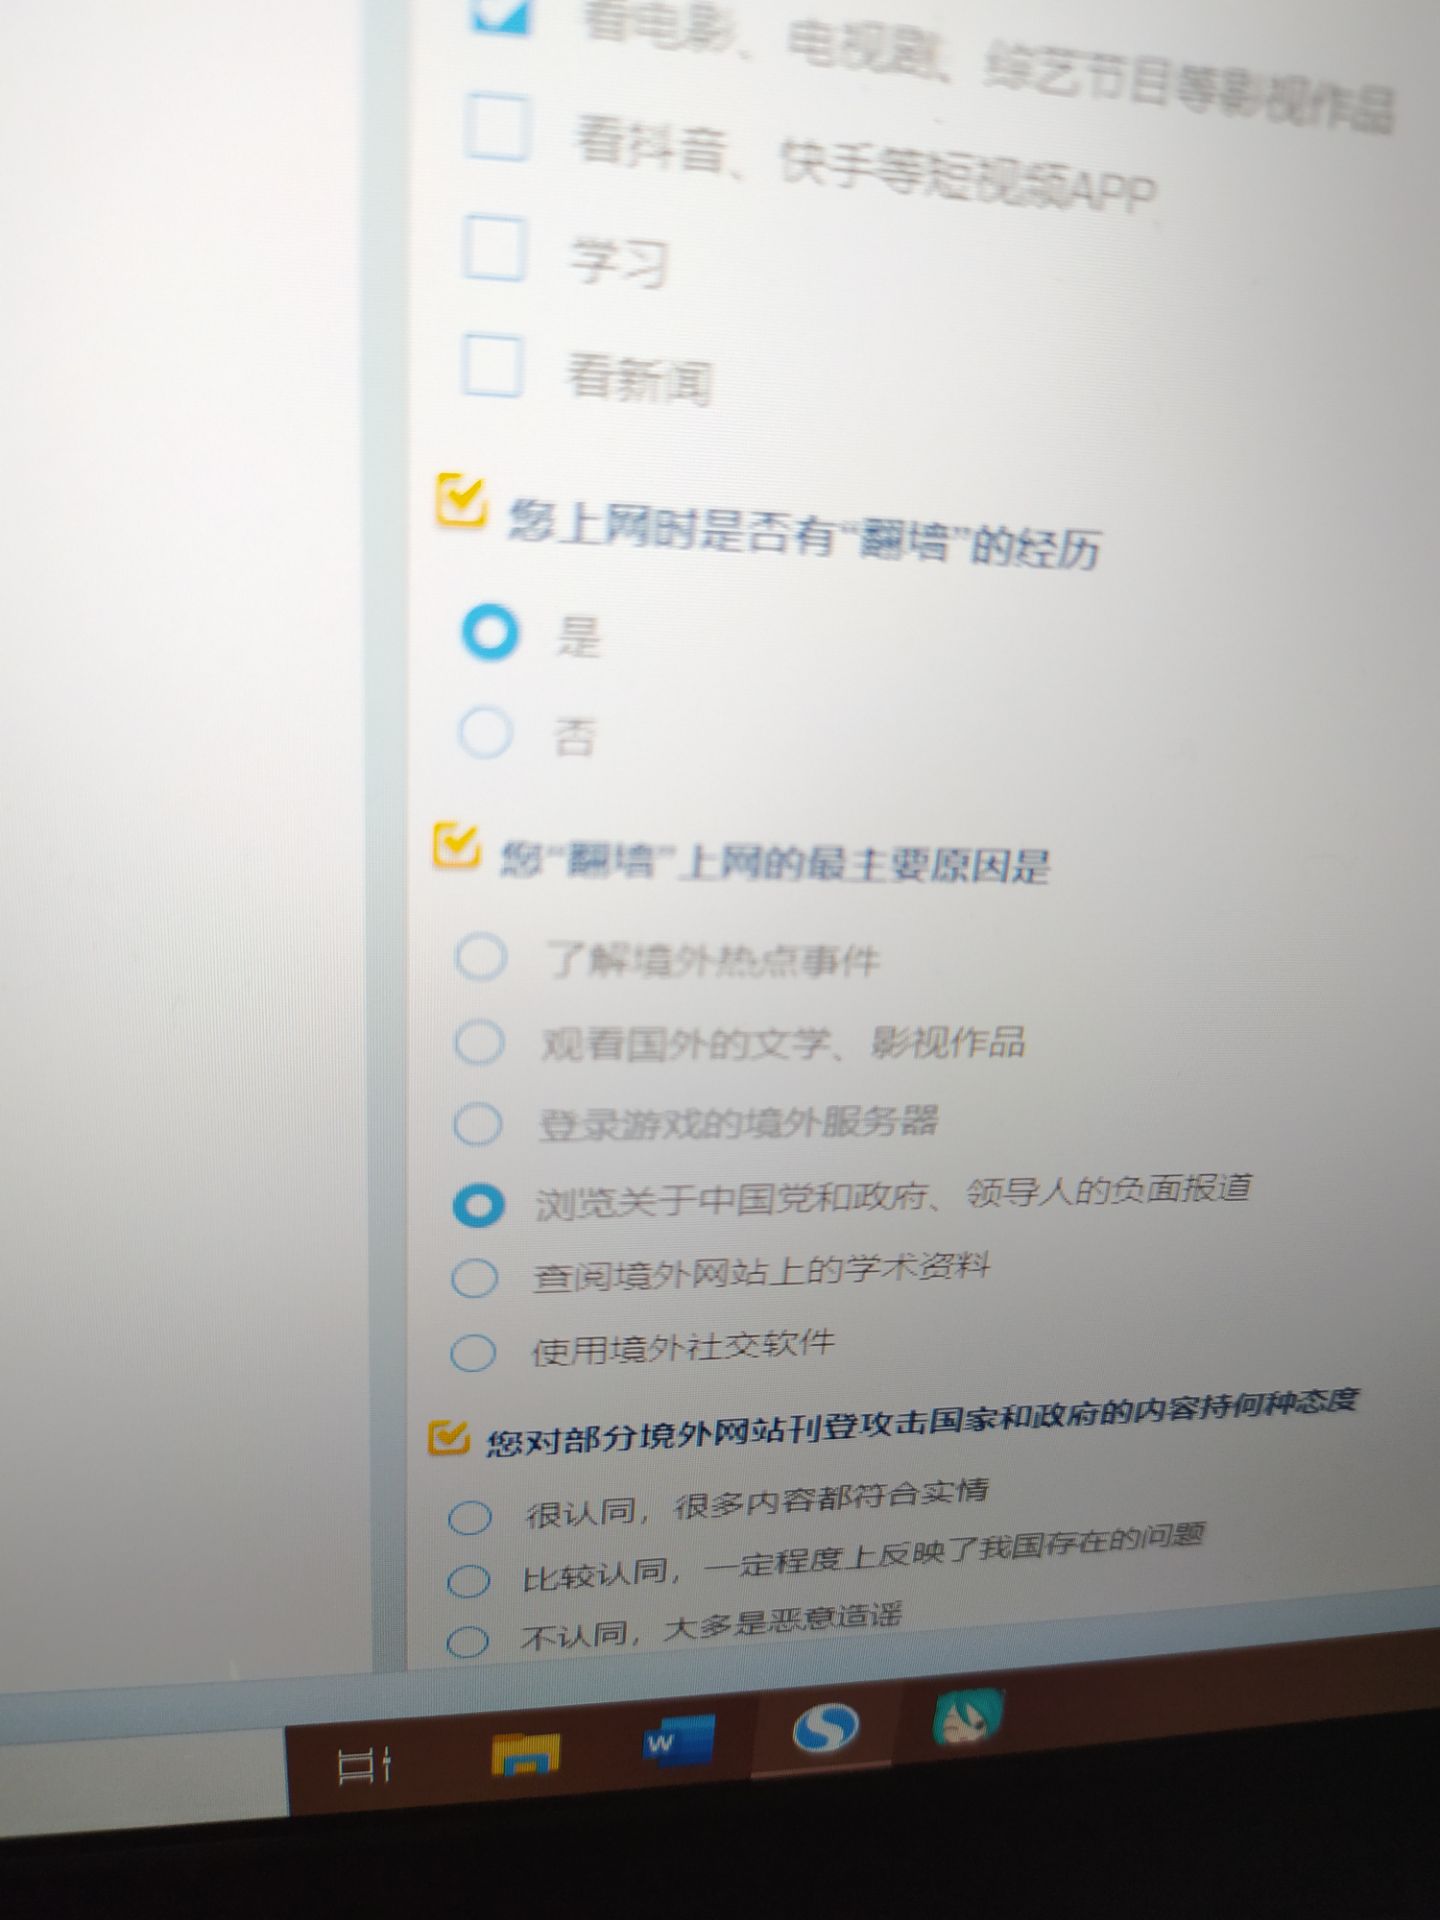 看电影、电视剧、综艺节目等影视作品
看抖音、快手等短视频APP
学习
看新闻
您上网时是否有“翻墙”的经历
是
否
您“翻墙”上网的最主要原因是
了解境外热点事件
观看国外的文学、影视作品
登录游戏的境外服务器
浏览关于中国党和政府、领导人的负面报道
查阅境外网站上的学术资料
使用境外社交软件
您对部分境外网站刊登攻击国家和政府的内容持何种态度
很认同，很多内容都符合实情
比较认同，一定程度上反映了我国存在的问题
不认同，大多是恶意造谣
W